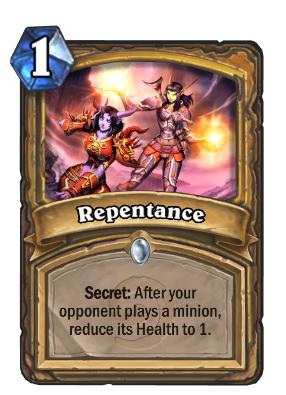 1
Repentance
Secret: After your
opponent plays a minion,
reduce its Health to 1.